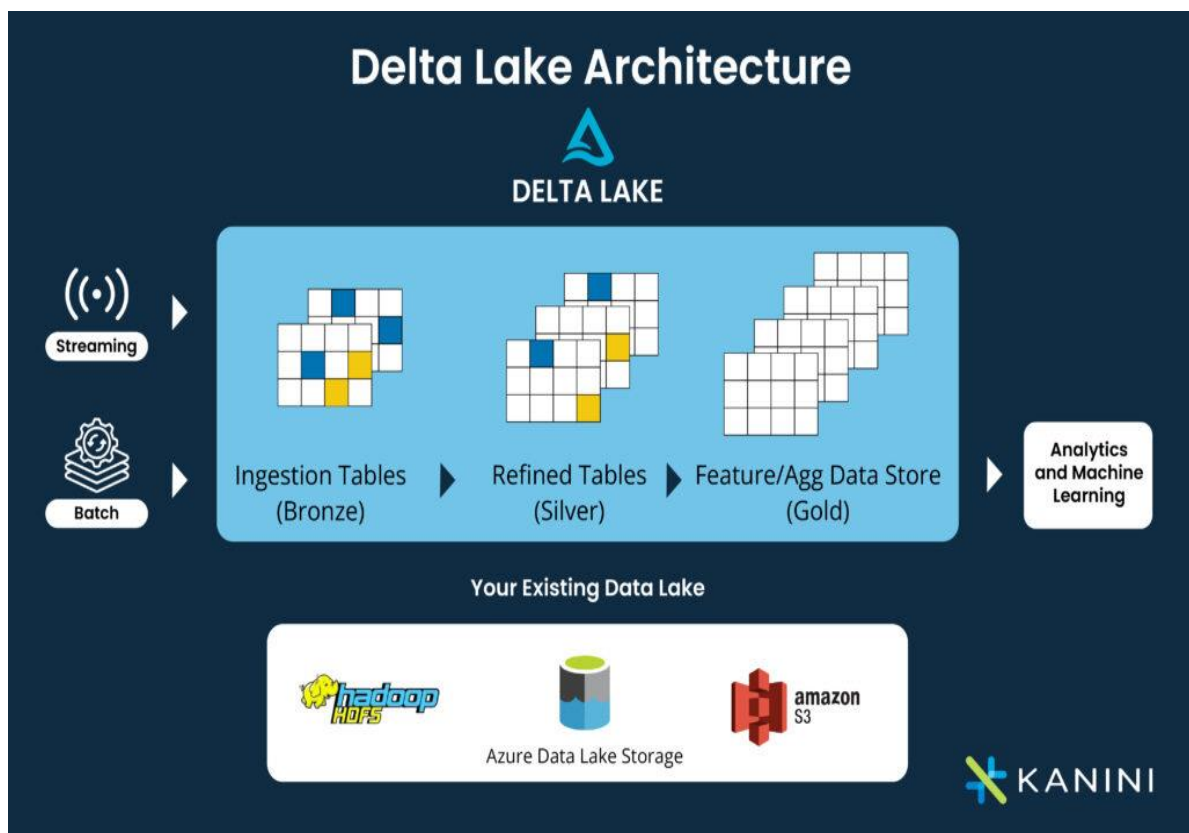 Delta Lake Architecture
DELTA LAKE
Streaming
Batch
Ingestion Tables
(Bronze)
Refined Tables
(Silver)
Feature/Agg Data Store
(Gold)
Analytics
and Machine
Learning
Your Existing Data Lake
hadoop
HDFS
Azure Data Lake Storage
amazon
S3
KANINI